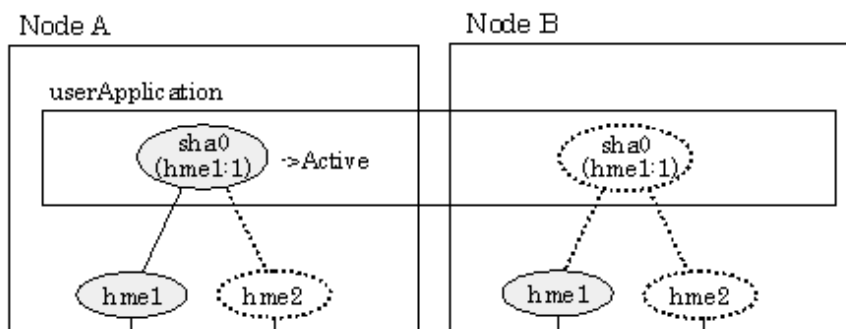 Node A
Node B
userApplication
sha0
(hme1:1)
->Active
sha0
(hme1:1)
hme1
hme2
hme1
hme2